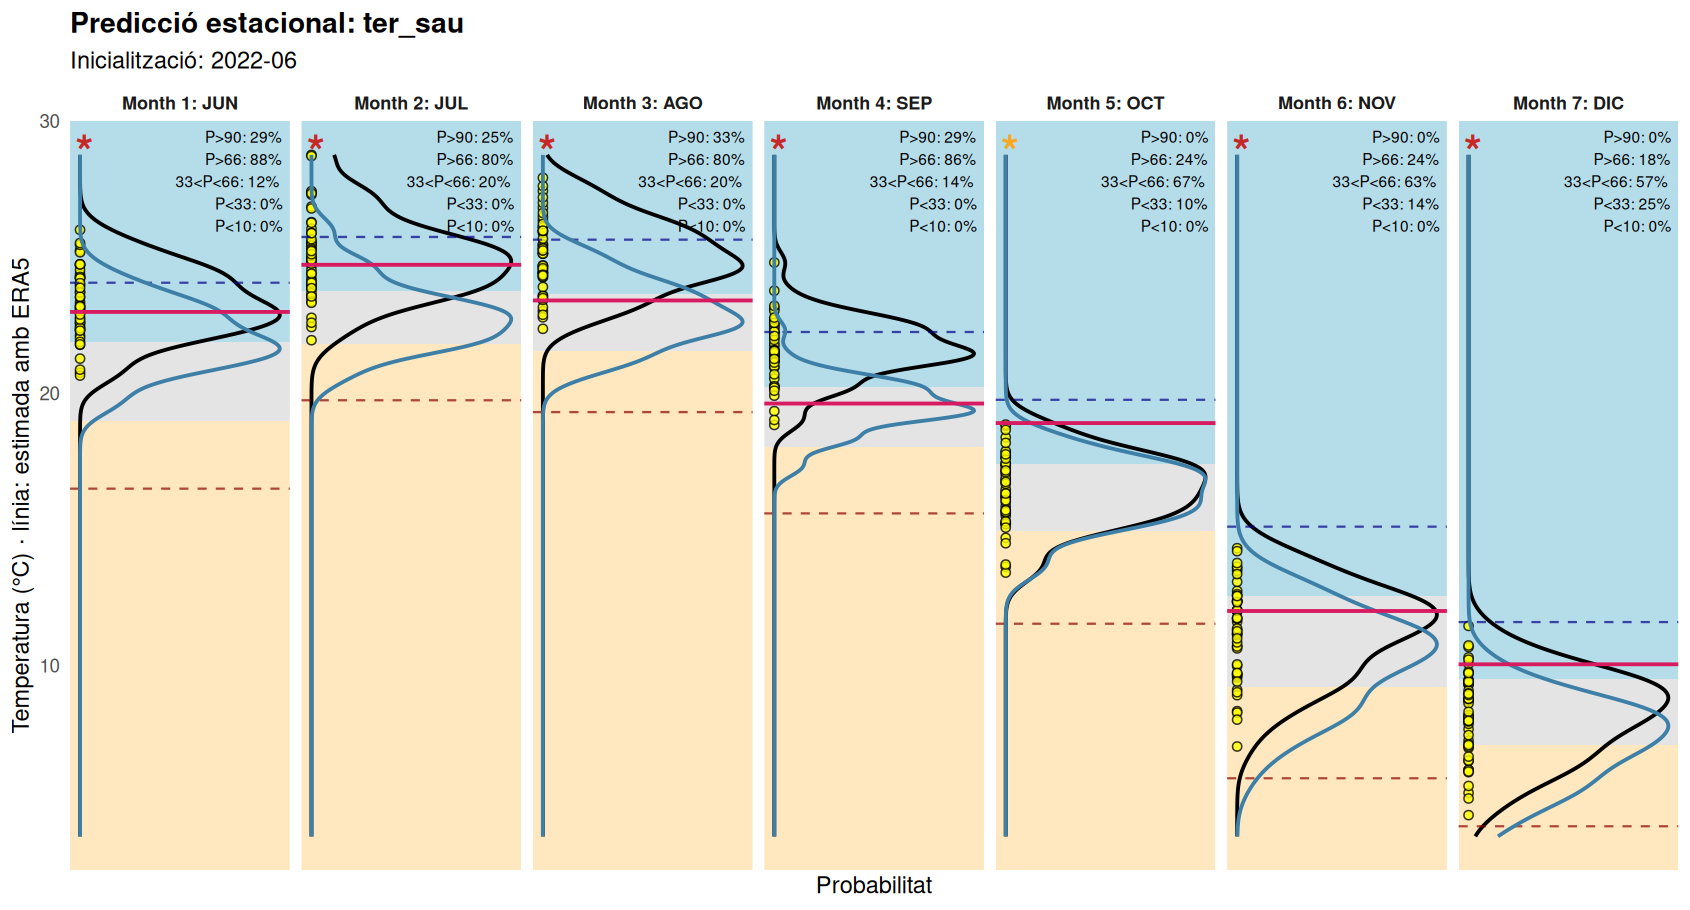 Predicció estacional: ter_sau
Inicialització: 2022-06
Month 1: JUN
Month 2: JUL
Month 3: AGO
Month 4: SEP
Month 5: OCT
Month 6: NOV
Month 7: DIC
Temperatura (°C) · línia: estimada amb ERA5
30
20
10
*
P>90: 29%
P>66: 88%
33<P<66: 12%
P<33: 0%
P<10: 0%
*
P>90: 25%
P>66: 80%
33<P<66: 20%
P<33: 0%
P<10: 0%
*
P>90: 33%
P>66: 80%
33<P<66: 20%
P<33: 0%
P<10: 0%
*
P>90: 29%
P>66: 86%
33<P<66: 14%
P<33: 0%
P<10: 0%
*
P>90: 0%
P>66: 24%
33<P<66: 67%
P<33: 10%
P<10: 0%
*
P>90: 0%
P>66: 24%
33<P<66: 63%
P<33: 14%
P<10: 0%
*
P>90: 0%
P>66: 18%
33<P<66: 57%
P<33: 25%
P<10: 0%
Probabilitat